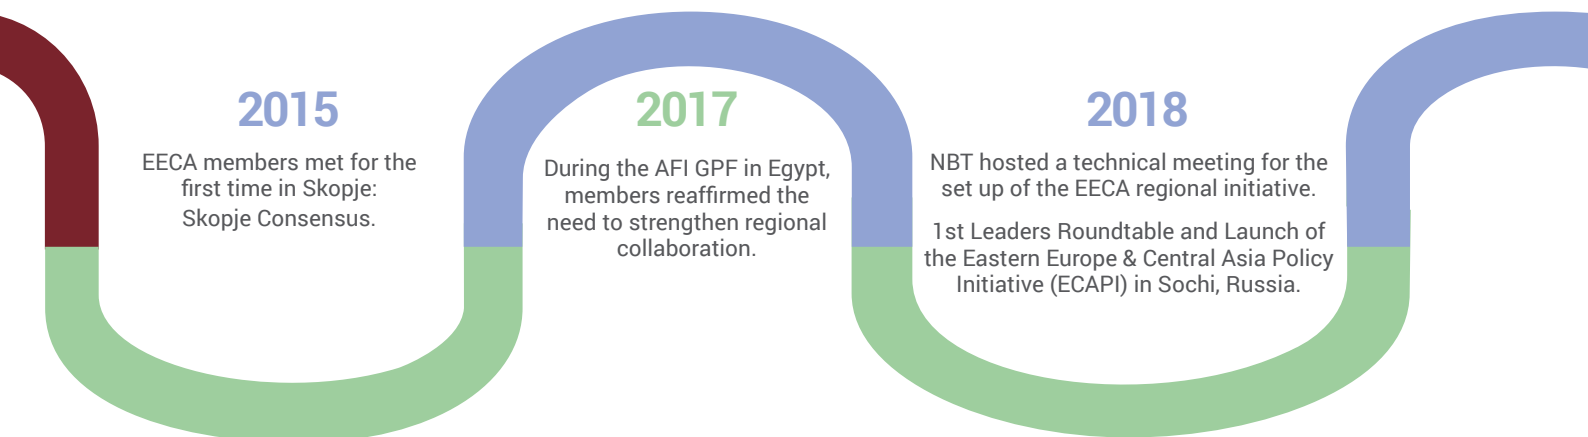 2015
EECA members met for the
first time in Skopje:
Skopje Consensus.
2017
During the AFI GPF in Egypt,
members reaffirmed the
need to strengthen regional
collaboration.
2018
NBT hosted a technical meeting for the
set up of the EECA regional initiative.
1st Leaders Roundtable and Launch of
the Eastern Europe & Central Asia Policy
Initiative (ECAPI) in Sochi, Russia.